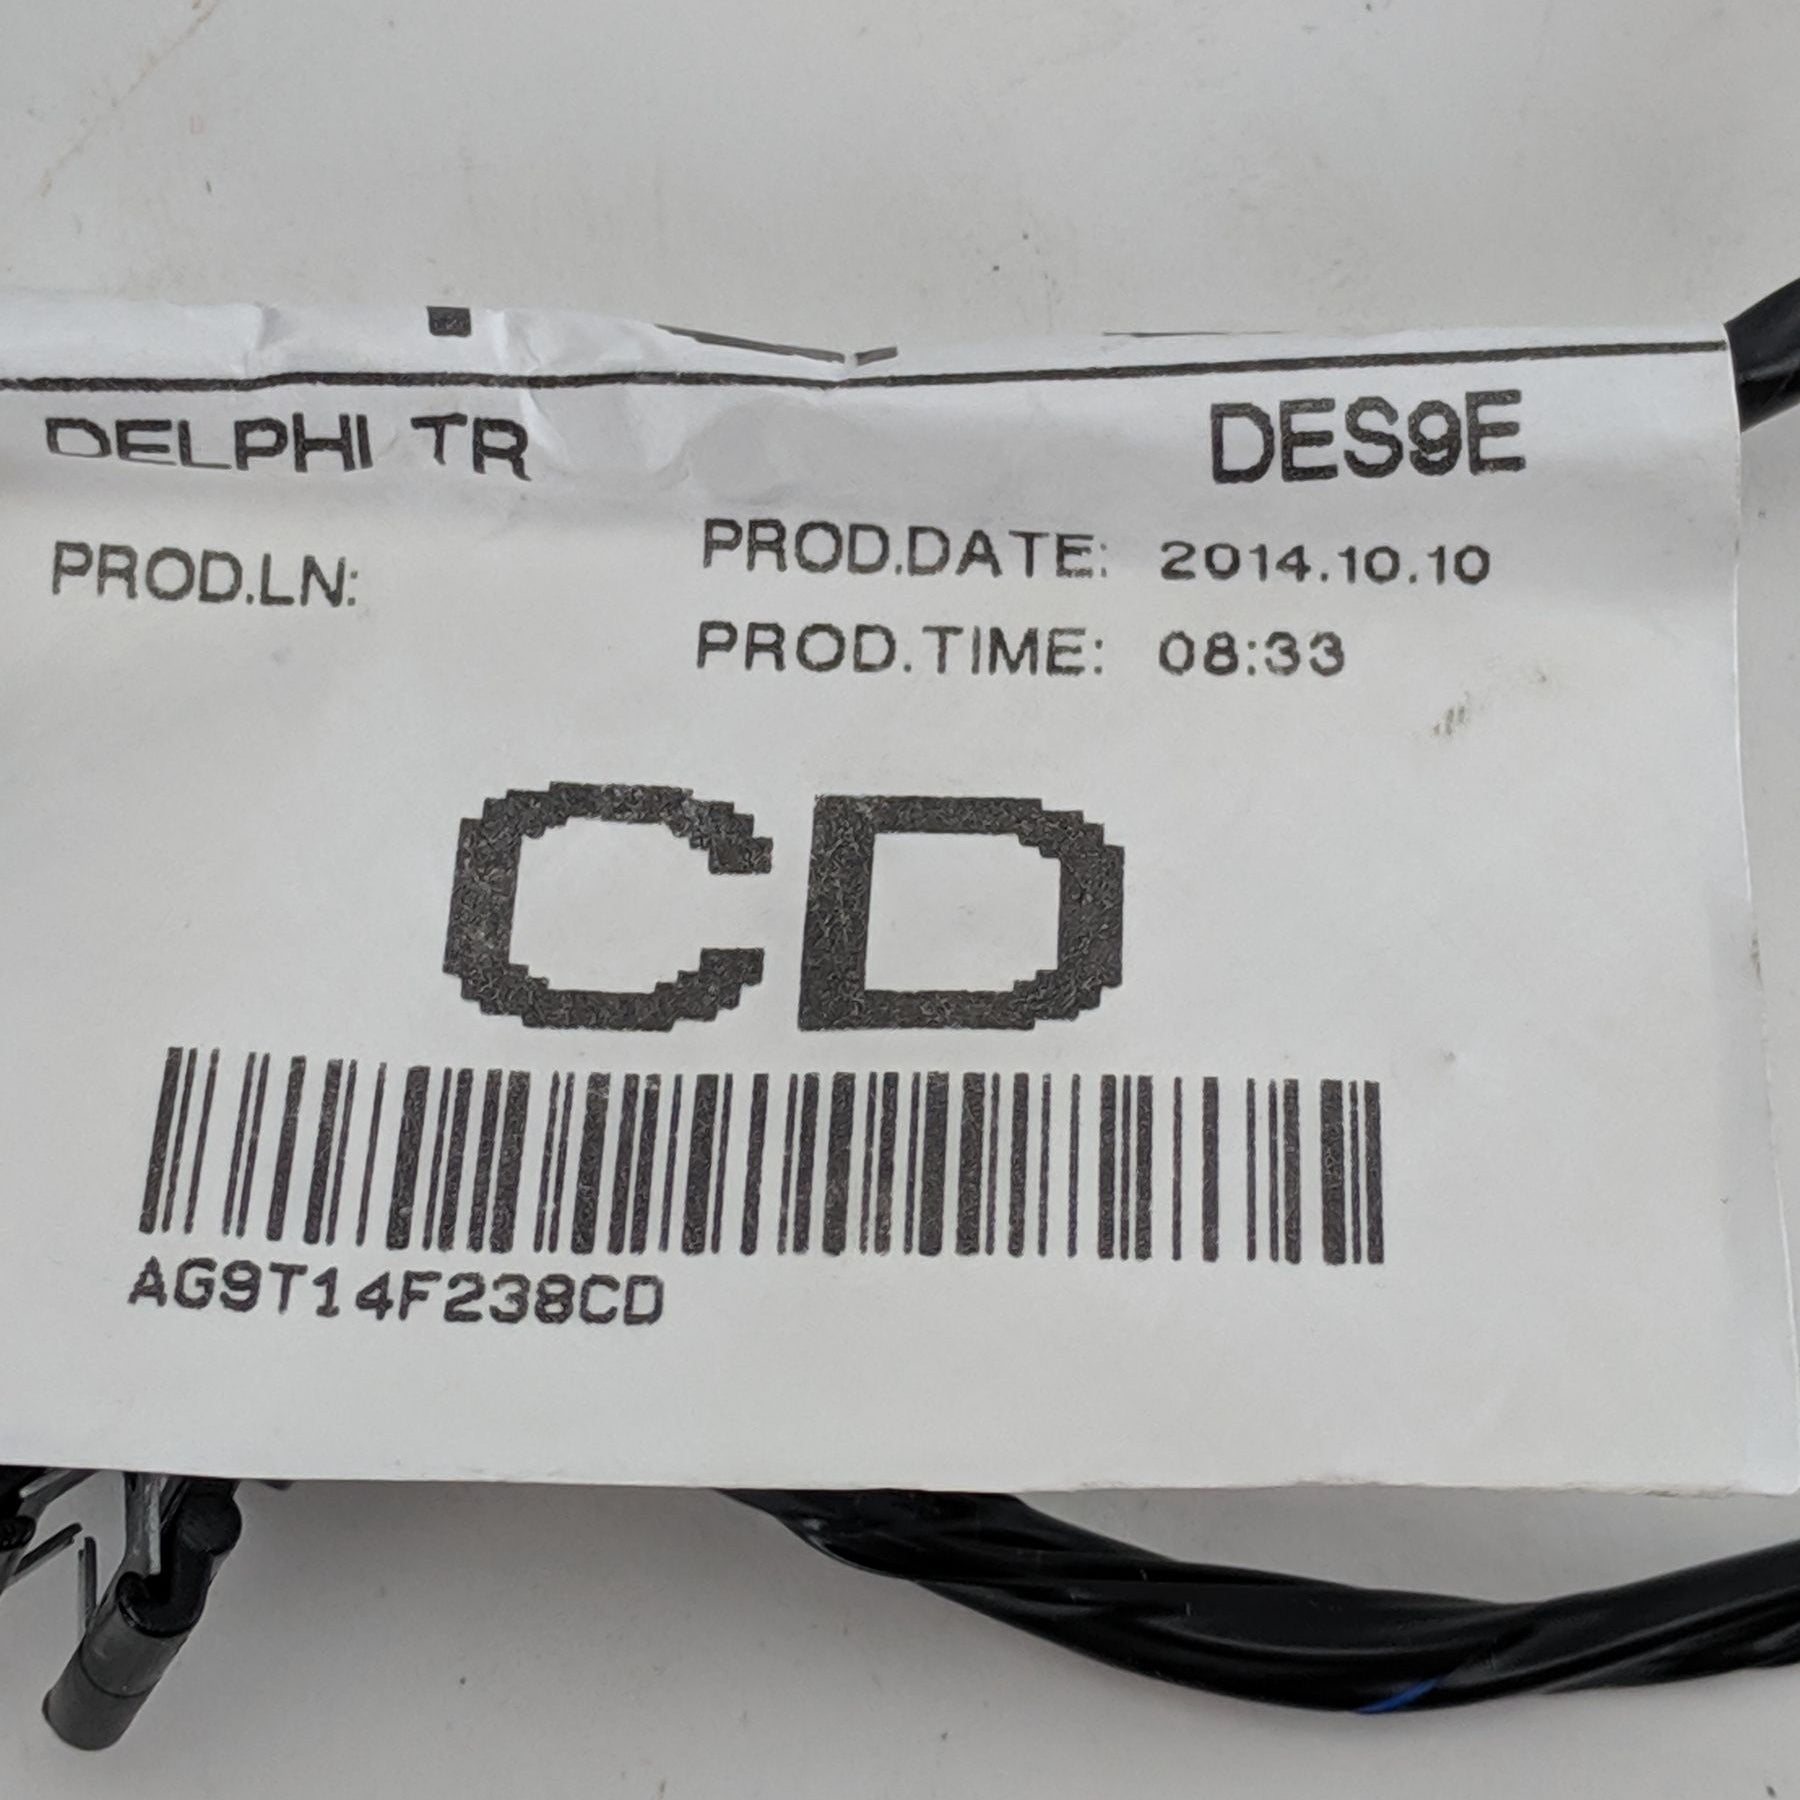 DELPHI TR DES9E
PROD.LN: PROD.DATE: 2014.10.10
PROD.TIME: 08:33
CD
AG9T14F238CD